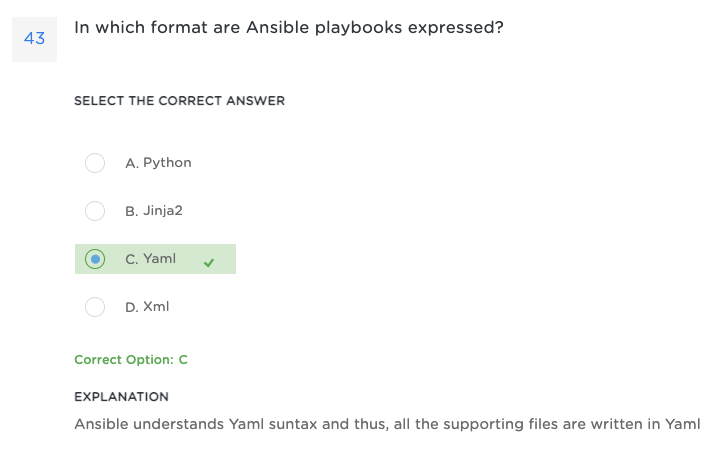 43
In which format are Ansible playbooks expressed?
SELECT THE CORRECT ANSWER
A. Python
B. Jinja2
C. Yaml
D. Xml
Correct Option: C
EXPLANATION
Ansible understands Yaml suntax and thus, all the supporting files are written in Yaml